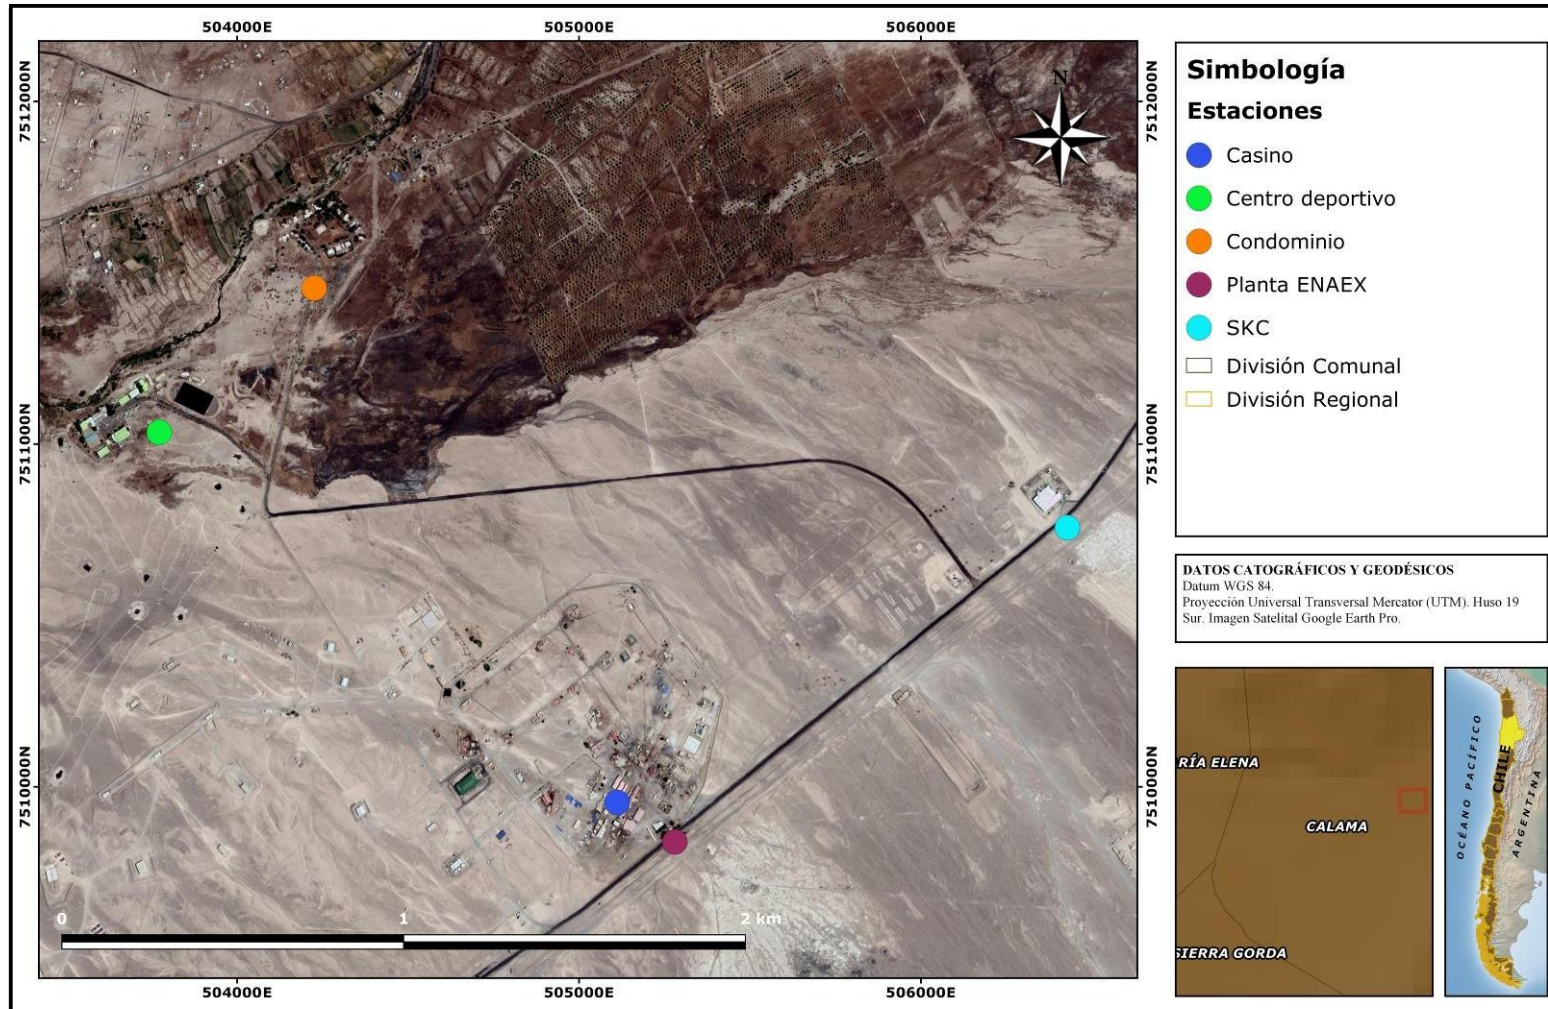 504000E
505000E
506000E
7512000N
7511000N
7510000N
7512000N
7511000N
7510000N
N
0 1 2 km
504000E
505000E
506000E
Simbología
Estaciones
Casino
Centro deportivo
Condominio
Planta ENAEX
SKC
División Comunal
División Regional
DATOS CATOGRÁFICOS Y GEODÉSICOS
Datum WGS 84.
Proyección Universal Transversal Mercator (UTM). Huso 19
Sur. Imagen Satelital Google Earth Pro.
RÍA ELENA
CALAMA
SIERRA GORDA
OCÉANO PACÍFICO
CHILE
ARGENTINA